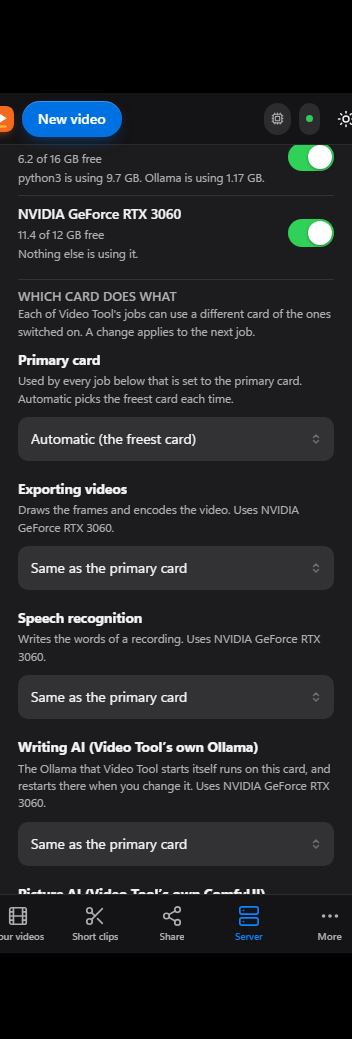 New video
6.2 of 16 GB free
python3 is using 9.7 GB. Ollama is using 1.17 GB.
NVIDIA GeForce RTX 3060
11.4 of 12 GB free
Nothing else is using it.
WHICH CARD DOES WHAT
Each of Video Tool's jobs can use a different card of the ones
switched on. A change applies to the next job.
Primary card
Used by every job below that is set to the primary card.
Automatic picks the freest card each time.
Automatic (the freest card)
Exporting videos
Draws the frames and encodes the video. Uses NVIDIA
GeForce RTX 3060.
Same as the primary card
Speech recognition
Writes the words of a recording. Uses NVIDIA GeForce RTX
3060.
Same as the primary card
Writing AI (Video Tool's own Ollama)
The Ollama that Video Tool starts itself runs on this card, and
restarts there when you change it. Uses NVIDIA GeForce RTX
3060.
Same as the primary card
Picture AI (Video Tool's own ComfyUI)
our videos
Short clips
Share
Server
More